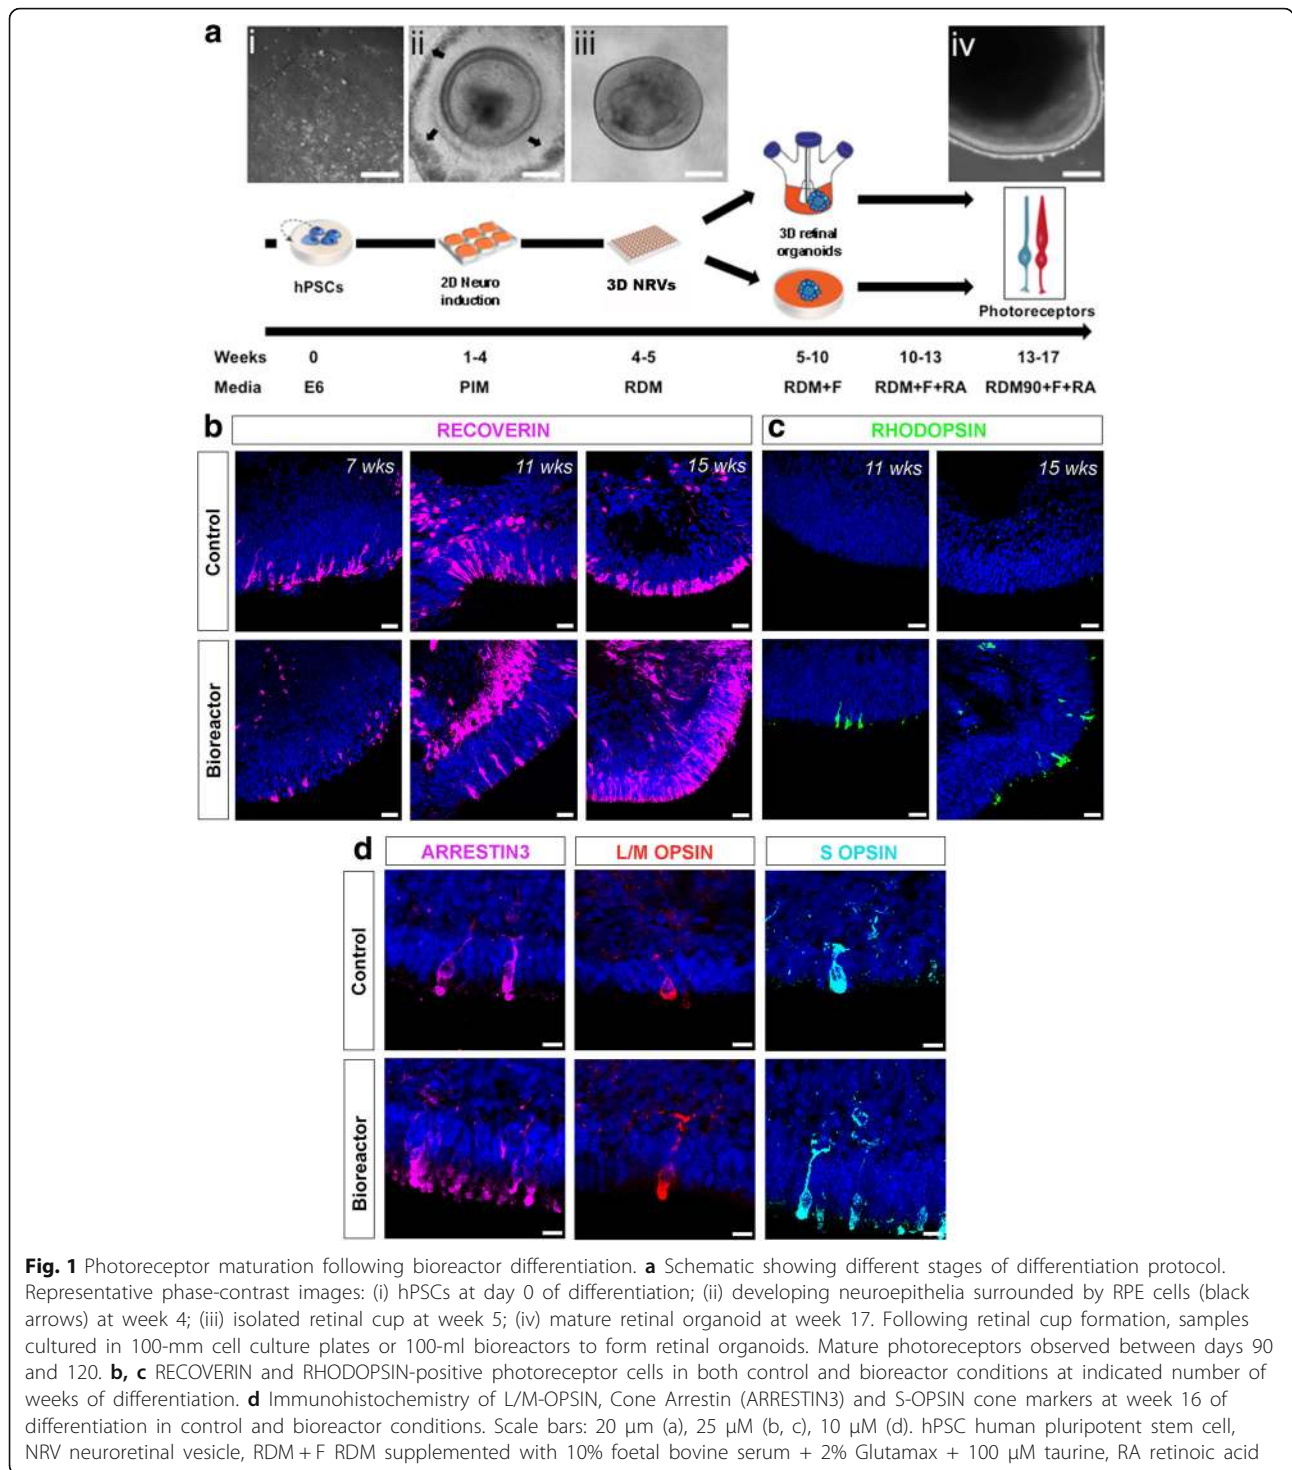 a
i
ii
iii
iv
hPSCs
2D Neuro
induction
3D NRVs
3D retinal
organoids
Photoreceptors
Weeks 0 1-4 4-5 5-10 10-13 13-17
Media E6 PIM RDM RDM+F RDM+F+RA RDM90+F+RA
b RECOVERIN c RHODOPSIN
7 wks 11 wks 15 wks 11 wks 15 wks
Control
Bioreactor
d ARRESTIN3 L/M OPSIN S OPSIN
Control
Bioreactor
Fig. 1 Photoreceptor maturation following bioreactor differentiation. a Schematic showing different stages of differentiation protocol.
Representative phase-contrast images: (i) hPSCs at day 0 of differentiation; (ii) developing neuroepithelia surrounded by RPE cells (black
arrows) at week 4; (iii) isolated retinal cup at week 5; (iv) mature retinal organoid at week 17. Following retinal cup formation, samples
cultured in 100-mm cell culture plates or 100-ml bioreactors to form retinal organoids. Mature photoreceptors observed between days 90
and 120. b, c RECOVERIN and RHODOPSIN-positive photoreceptor cells in both control and bioreactor conditions at indicated number of
weeks of differentiation. d Immunohistochemistry of L/M-OPSIN, Cone Arrestin (ARRESTIN3) and S-OPSIN cone markers at week 16 of
differentiation in control and bioreactor conditions. Scale bars: 20 μm (a), 25 μM (b, c), 10 μM (d). hPSC human pluripotent stem cell,
NRV neuroretinal vesicle, RDM + F RDM supplemented with 10% foetal bovine serum + 2% Glutamax + 100 μM taurine, RA retinoic acid